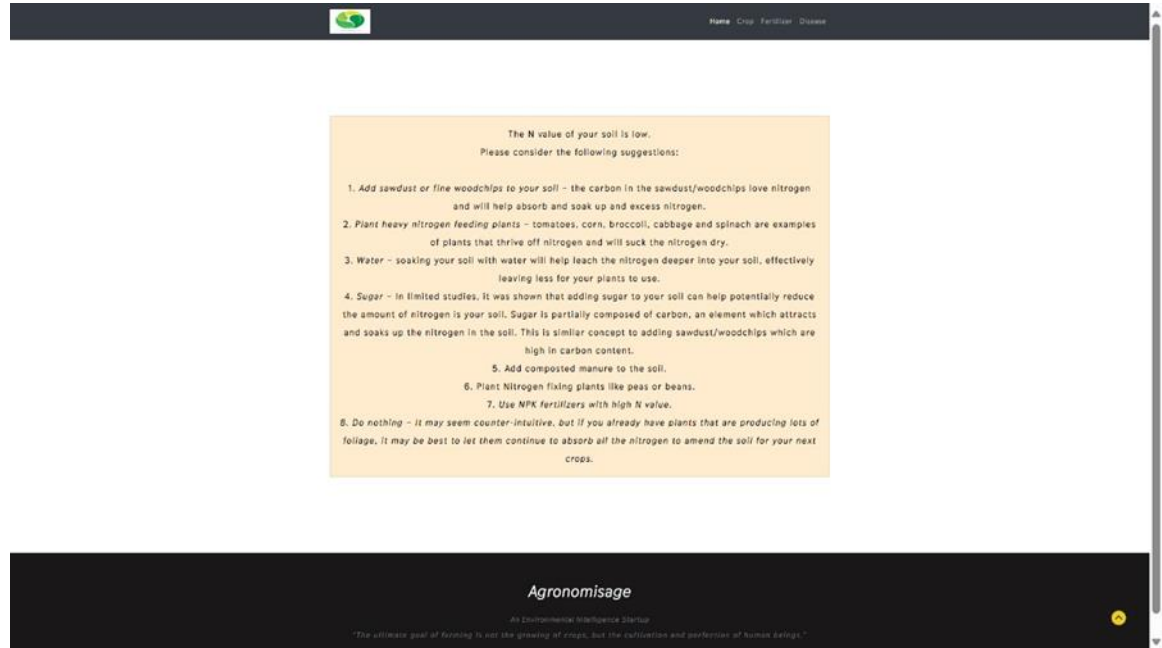 Home Crop Fertilizer Disease
The N value of your soil is low.
Please consider the following suggestions:
1. Add sawdust or fine woodchips to your soil – the carbon in the sawdust/woodchips love nitrogen
and will help absorb and soak up and excess nitrogen.
2. Plant heavy nitrogen feeding plants – tomatoes, corn, broccoli, cabbage and spinach are examples
of plants that thrive off nitrogen and will suck the nitrogen dry.
3. Water – soaking your soil with water will help leach the nitrogen deeper into your soil, effectively
leaving less for your plants to use.
4. Sugar – In limited studies, it was shown that adding sugar to your soil can help potentially reduce
the amount of nitrogen is your soil. Sugar is partially composed of carbon, an element which attracts
and soaks up the nitrogen in the soil. This is similar concept to adding sawdust/woodchips which are
high in carbon content.
5. Add composted manure to the soil.
6. Plant Nitrogen fixing plants like peas or beans.
7. Use NPK fertilizers with high N value.
8. Do nothing – It may seem counter-intuitive, but if you already have plants that are producing lots of
foliage, it may be best to let them continue to absorb all the nitrogen to amend the soil for your next
crops.
Agronomisage
An Environmental Intelligence Startup
"The ultimate goal of farming is not the growing of crops, but the cultivation and perfection of human beings."